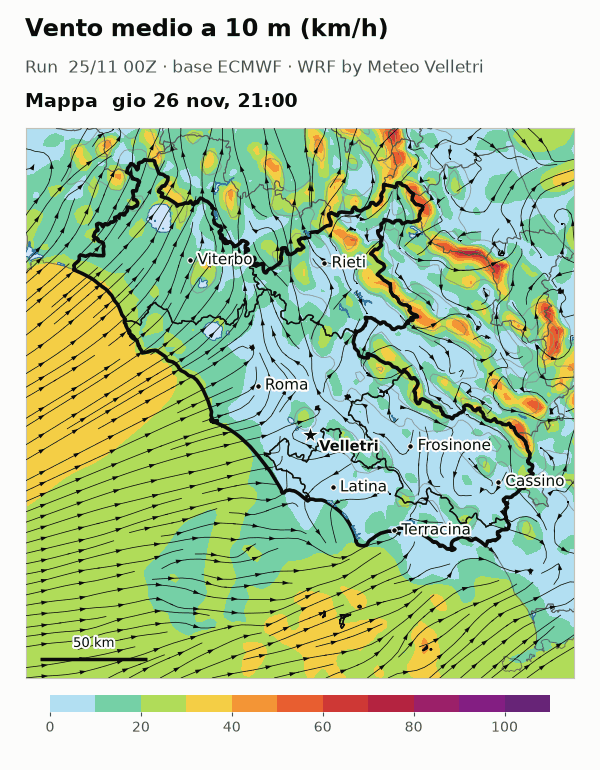 Vento medio a 10 m (km/h)
Run  25/11 00Z · base ECMWF · WRF by Meteo Velletri
Mappa  gio 26 nov, 21:00
Viterbo
Rieti
Roma
Velletri
Frosinone
Latina
Cassino
Terracina
50 km
0 20 40 60 80 100